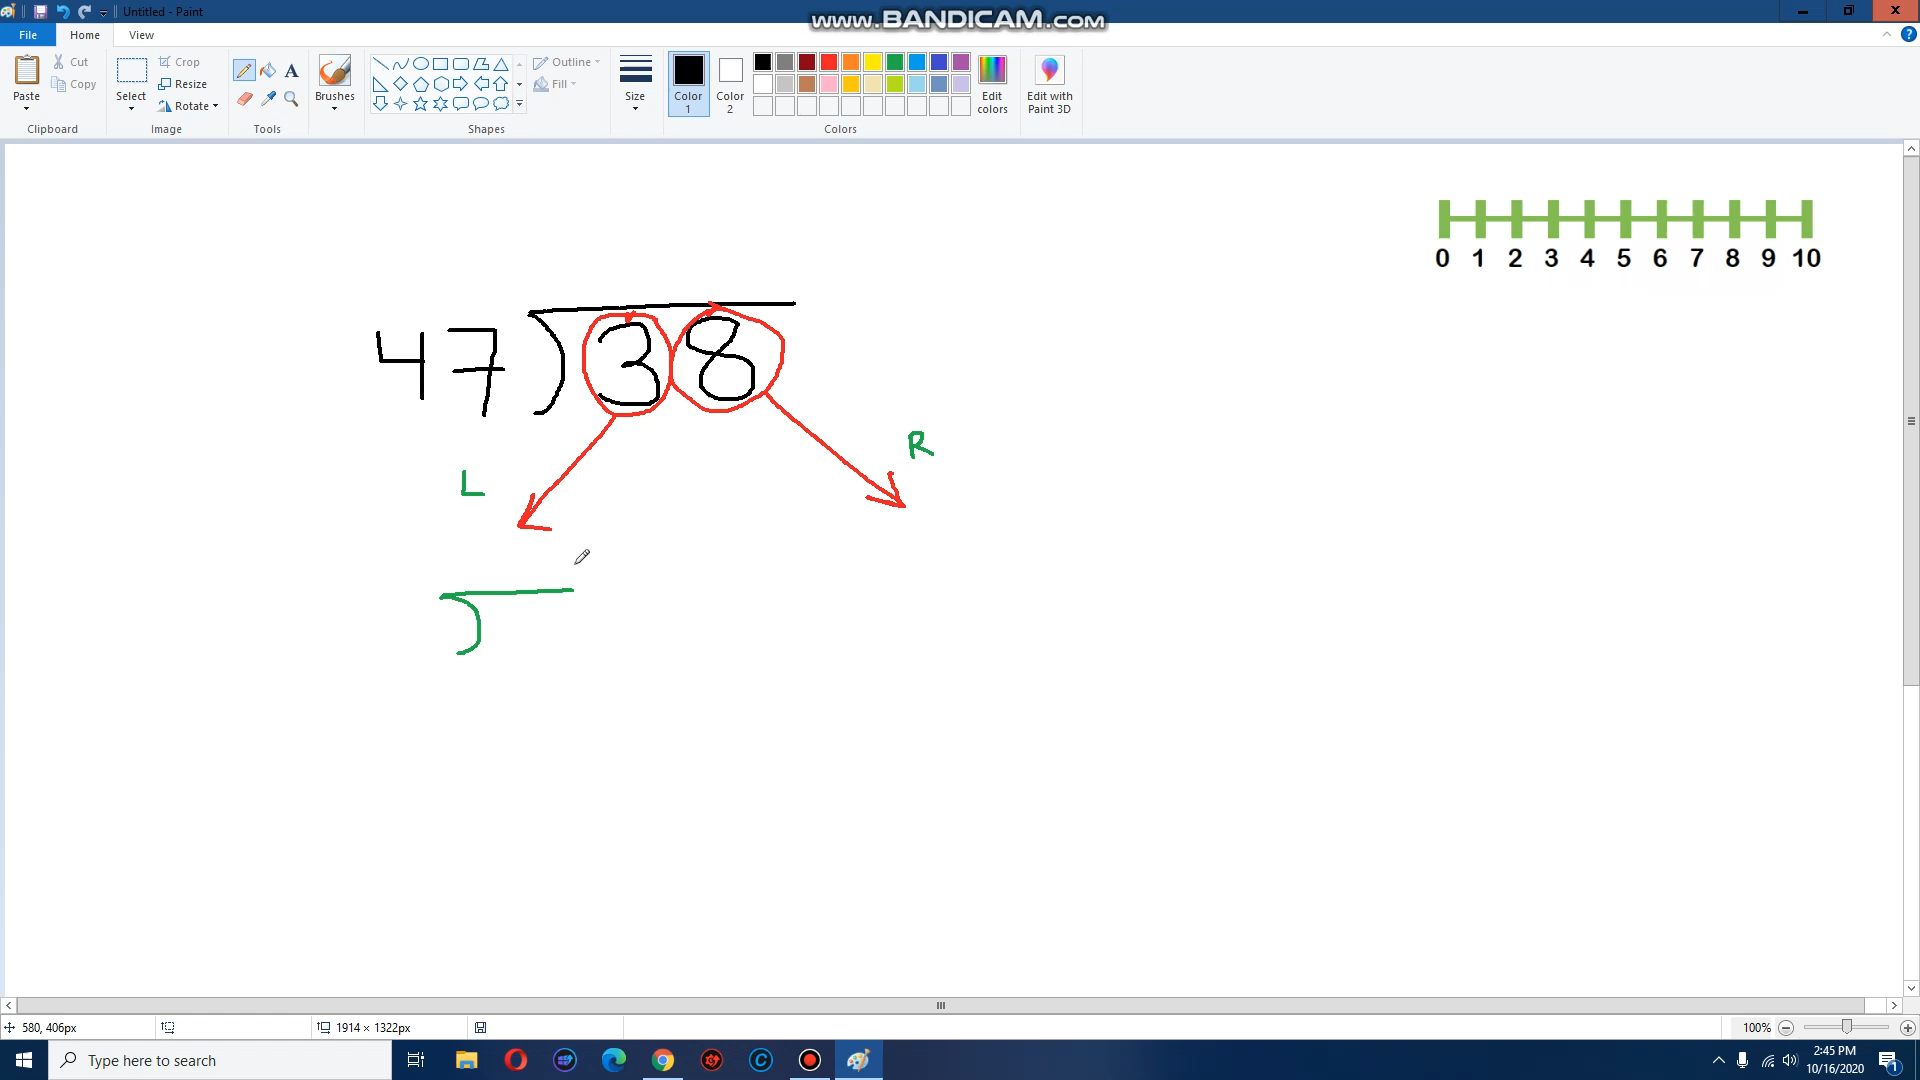 Untitled - Paint
www.BANDICAM.com
File Home View
Paste
Cut
Copy
Clipboard
Select
Crop
Resize
Rotate
Image
Tools
Brushes
Shapes
Outline
Fill
Size
Color 1
Color 2
Edit colors
Colors
Edit with Paint 3D
0 1 2 3 4 5 6 7 8 9 10
47 38
L
R
580, 406px
1914 × 1322px
100%
Type here to search
2:45 PM
10/16/2020
1